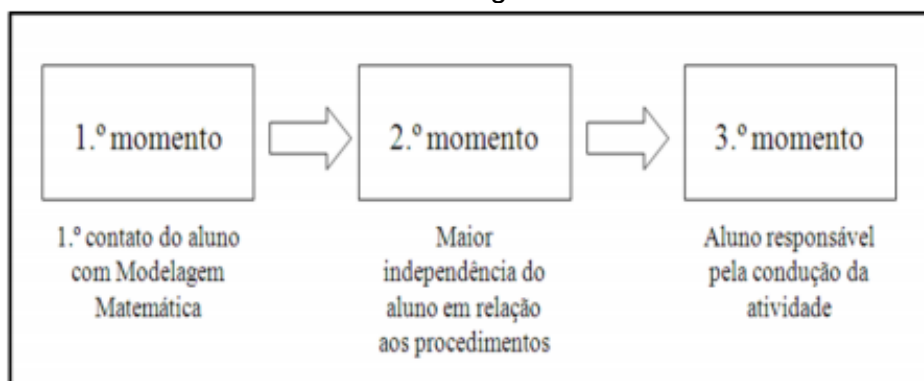 1.º momento
2.º momento
3.º momento
1.º contato do aluno
com Modelagem
Matemática
Maior
independência do
aluno em relação
aos procedimentos
Aluno responsável
pela condução da
atividade